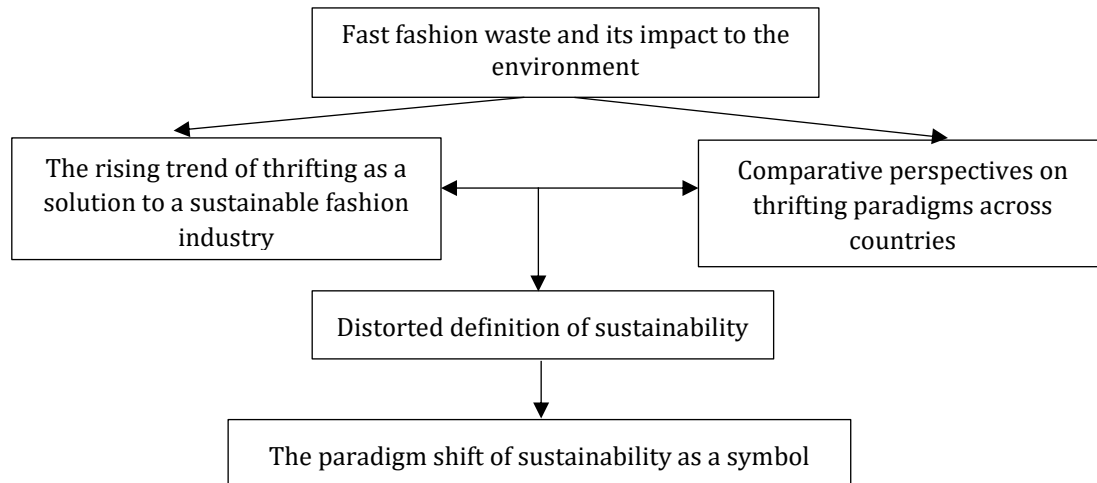 Fast fashion waste and its impact to the
environment
The rising trend of thrifting as a
solution to a sustainable fashion
industry
Comparative perspectives on
thrifting paradigms across
countries
Distorted definition of sustainability
The paradigm shift of sustainability as a symbol